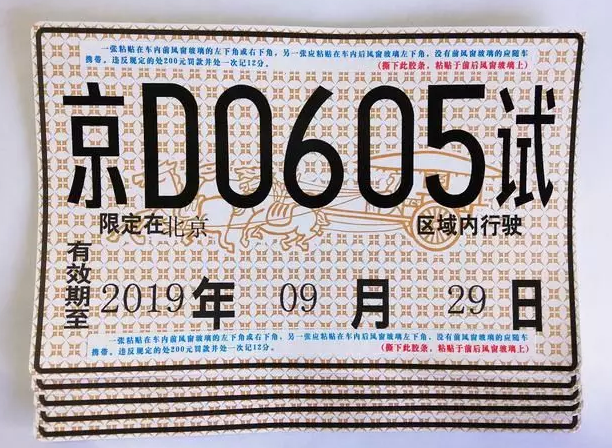 一张粘贴在车内前风窗玻璃的左下角或右下角，另一张应粘贴在车内后风窗玻璃左下角，没有前风窗玻璃的应随车
携带，违反规定的处200元罚款并处一次记12分。 （撕下此胶条，粘贴于前后风窗玻璃上）
京D0605试
限定在北京 区域内行驶
有效期至 2019年 09 月 29 日
一张粘贴在车内前风窗玻璃的左下角或右下角，另一张应粘贴在车内后风窗玻璃左下角，没有前风窗玻璃的应随车
携带，违反规定的处200元罚款并处一次记12分。 （撕下此胶条，粘贴于前后风窗玻璃上）